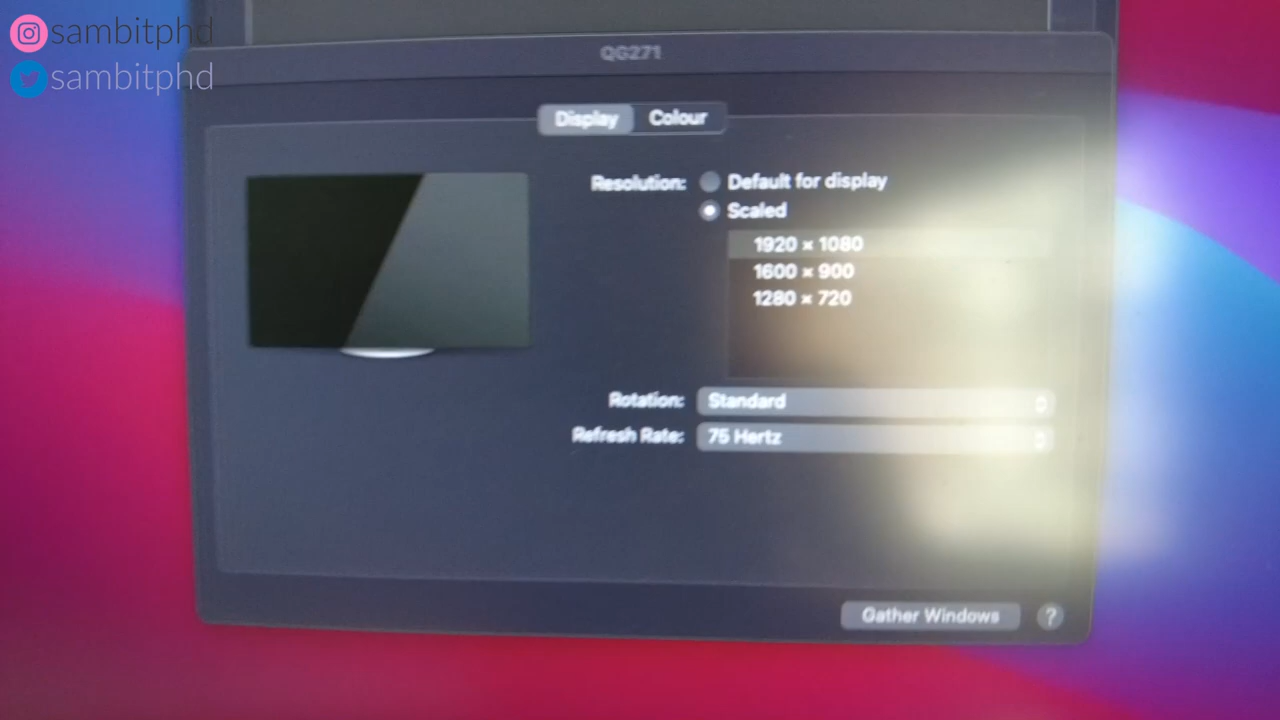 sambitphd
sambitphd
QG271
Display Colour
Resolution: Default for display
Scaled
1920 × 1080
1600 × 900
1280 × 720
Rotation: Standard
Refresh Rate: 75 Hertz
Gather Windows ?